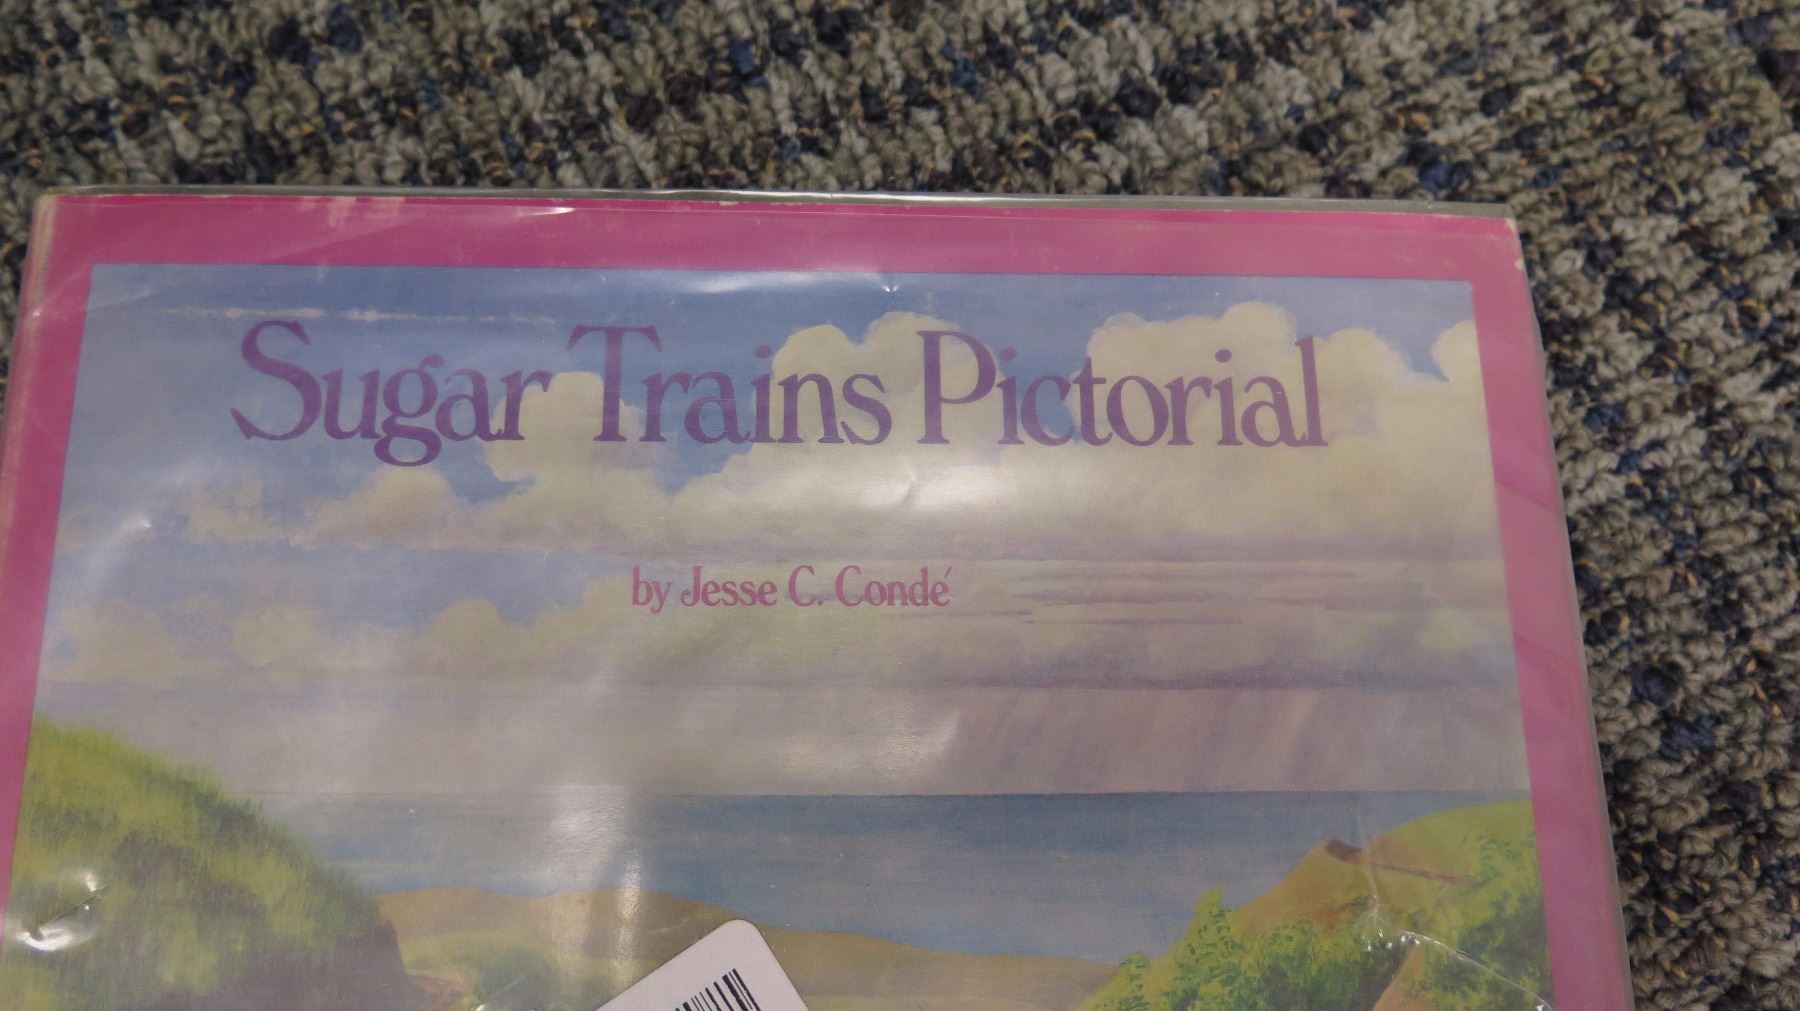 Sugar Trains Pictorial
by Jesse C. Condé